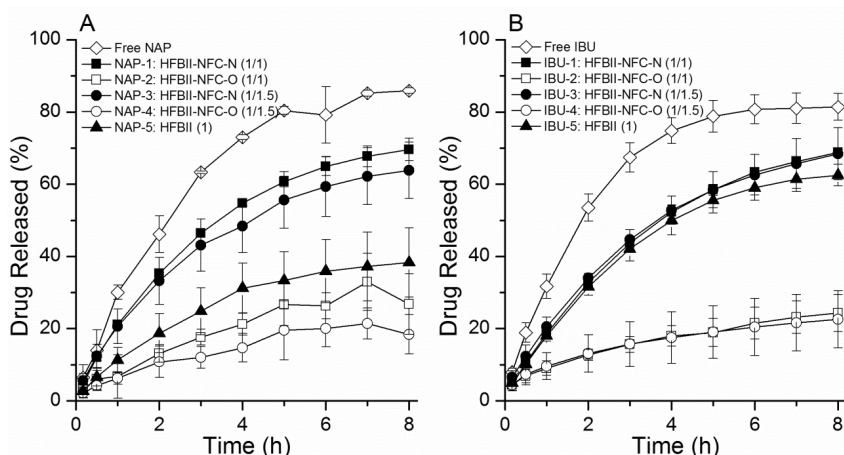 A
Free NAP
NAP-1: HFBII-NFC-N (1/1)
NAP-2: HFBII-NFC-O (1/1)
NAP-3: HFBII-NFC-N (1/1.5)
NAP-4: HFBII-NFC-O (1/1.5)
NAP-5: HFBII (1)
Drug Released (%)
100
80
60
40
20
0
0 2 4 6 8
Time (h)
B
Free IBU
IBU-1: HFBII-NFC-N (1/1)
IBU-2: HFBII-NFC-O (1/1)
IBU-3: HFBII-NFC-N (1/1.5)
IBU-4: HFBII-NFC-O (1/1.5)
IBU-5: HFBII (1)
Drug Released (%)
100
80
60
40
20
0
0 2 4 6 8
Time (h)